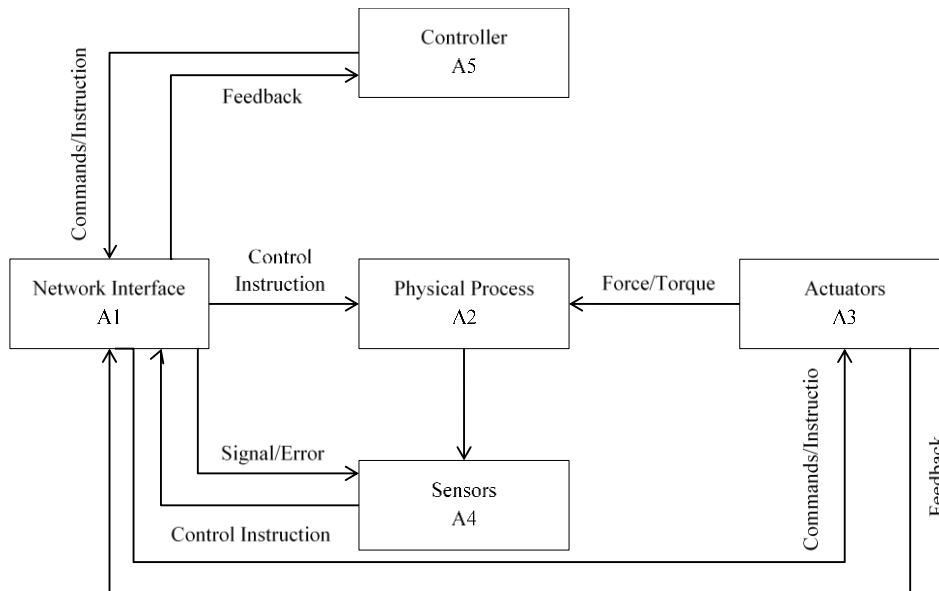 Controller
A5
Commands/Instruction
Feedback
Control
Instruction
Network Interface
A1
Physical Process
A2
Force/Torque
Actuators
A3
Commands/Instructio
Signal/Error
Sensors
A4
Control Instruction
Feedback